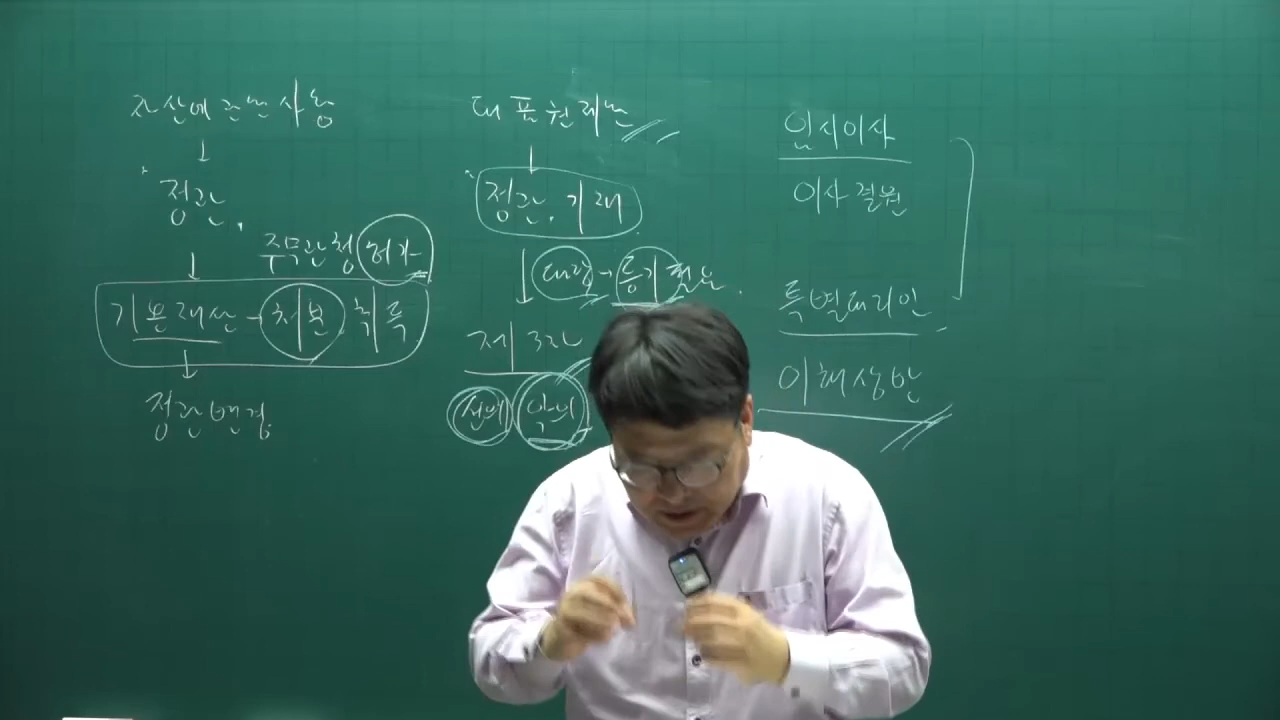 자산에 관한 사항
↓
정관.
↓ 주무관청 허가
기본재산 - 처분, 취득
↓
정관변경.
대표권제한
↓
정관. 기재
↓ 대항 → 등기필요.
제3자
선의 악의
임시이사
이사결원
특별대리인
이해상반